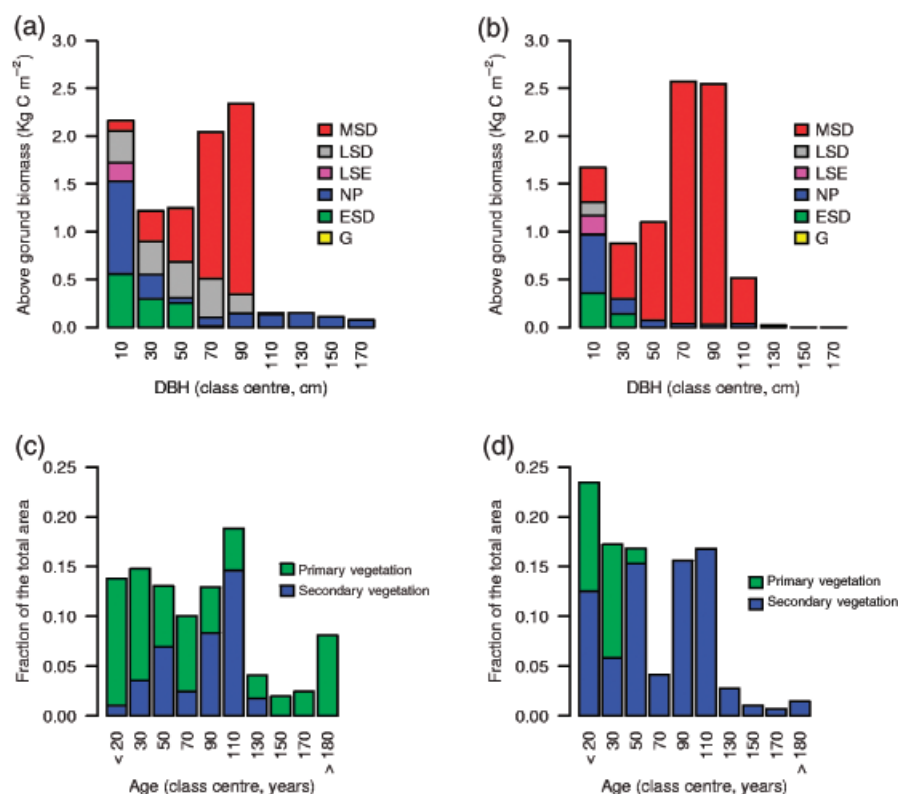 (a)
Above gorund biomass (Kg C m⁻²)
3.0
2.5
2.0
1.5
1.0
0.5
0.0
MSD
LSD
LSE
NP
ESD
G
10 30 50 70 90 110 130 150 170
DBH (class centre, cm)
(b)
Above gorund biomass (Kg C m⁻²)
3.0
2.5
2.0
1.5
1.0
0.5
0.0
MSD
LSD
LSE
NP
ESD
G
10 30 50 70 90 110 130 150 170
DBH (class centre, cm)
(c)
Fraction of the total area
0.25
0.20
0.15
0.10
0.05
0.00
Primary vegetation
Secondary vegetation
< 20 30 50 70 90 110 130 150 170 > 180
Age (class centre, years)
(d)
Fraction of the total area
0.25
0.20
0.15
0.10
0.05
0.00
Primary vegetation
Secondary vegetation
< 20 30 50 70 90 110 130 150 170 > 180
Age (class centre, years)